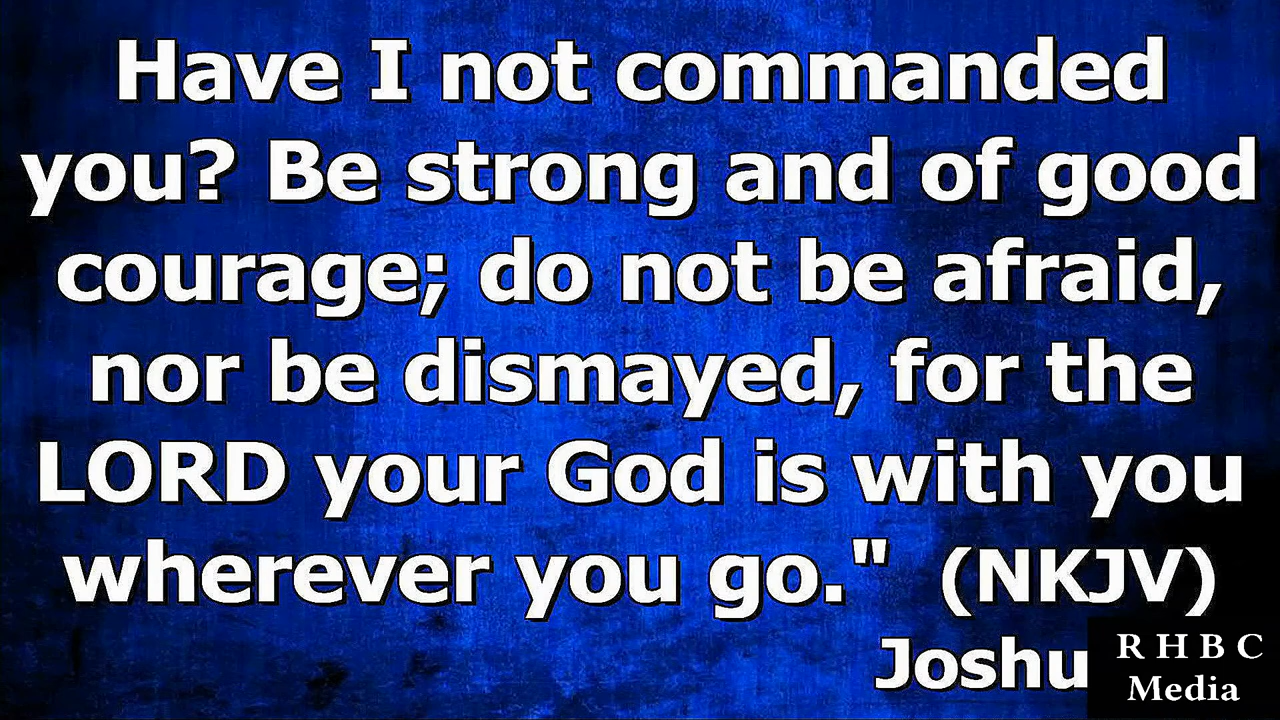 Have I not commanded
you? Be strong and of good
courage; do not be afraid,
nor be dismayed, for the
LORD your God is with you
wherever you go." (NKJV)
Joshu
R H B C
Media